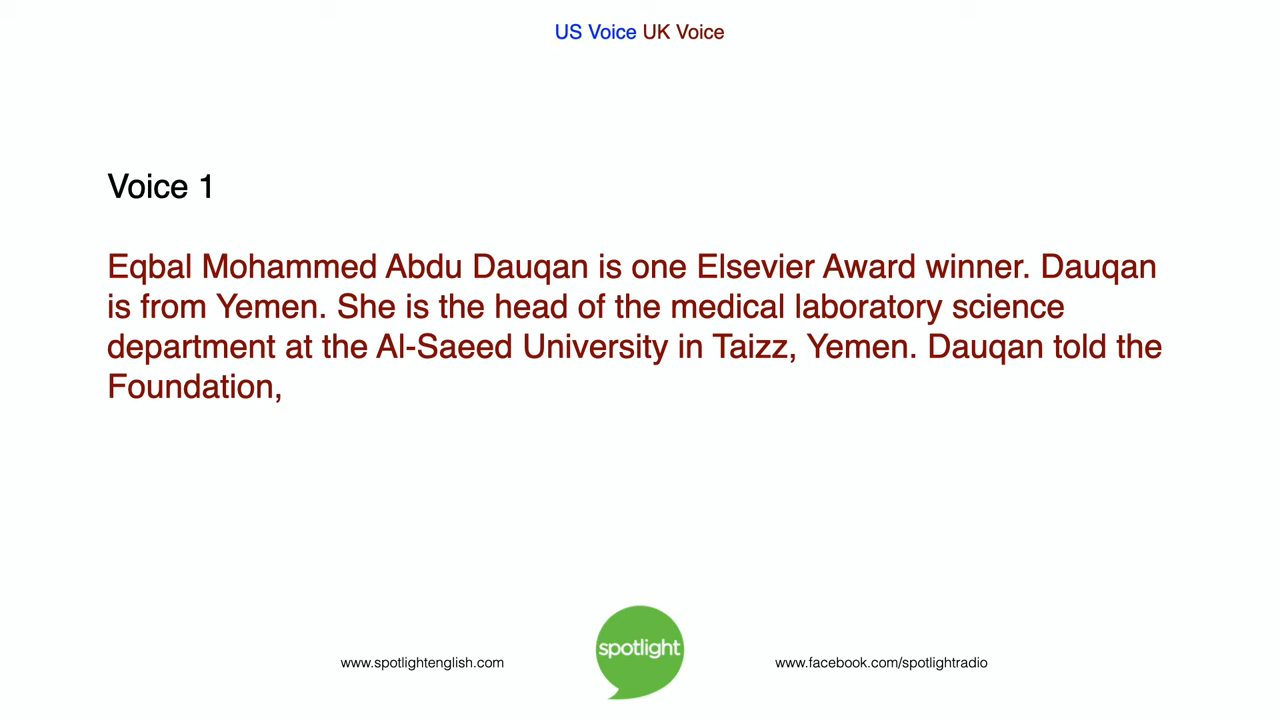 US Voice UK Voice
Voice 1
Eqbal Mohammed Abdu Dauqan is one Elsevier Award winner. Dauqan
is from Yemen. She is the head of the medical laboratory science
department at the Al-Saeed University in Taizz, Yemen. Dauqan told the
Foundation,
www.spotlightenglish.com
spotlight
www.facebook.com/spotlightradio